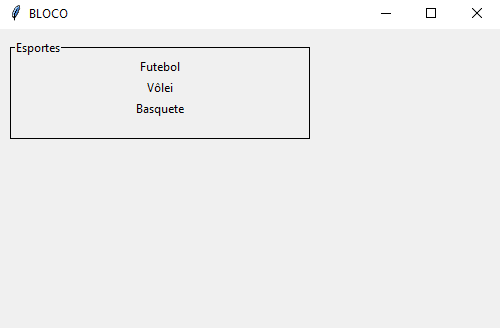 BLOCO
Esportes
Futebol
Vôlei
Basquete